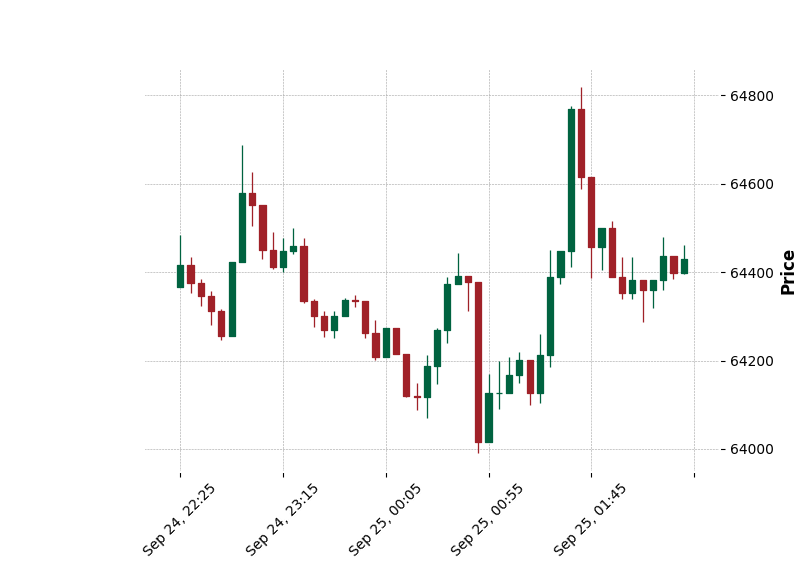 64800
64600
64400
64200
64000
Price
Sep 24, 22:25
Sep 24, 23:15
Sep 25, 00:05
Sep 25, 00:55
Sep 25, 01:45